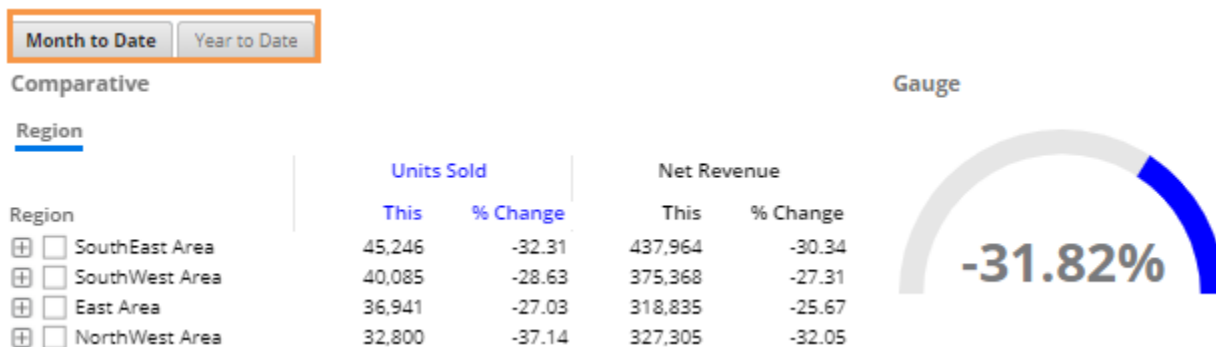 Month to Date Year to Date
Comparative
Gauge
Region
Units Sold Net Revenue
Region This % Change This % Change
SouthEast Area 45,246 -32.31 437,964 -30.34
SouthWest Area 40,085 -28.63 375,368 -27.31
East Area 36,941 -27.03 318,835 -25.67
NorthWest Area 32,800 -37.14 327,305 -32.05
-31.82%